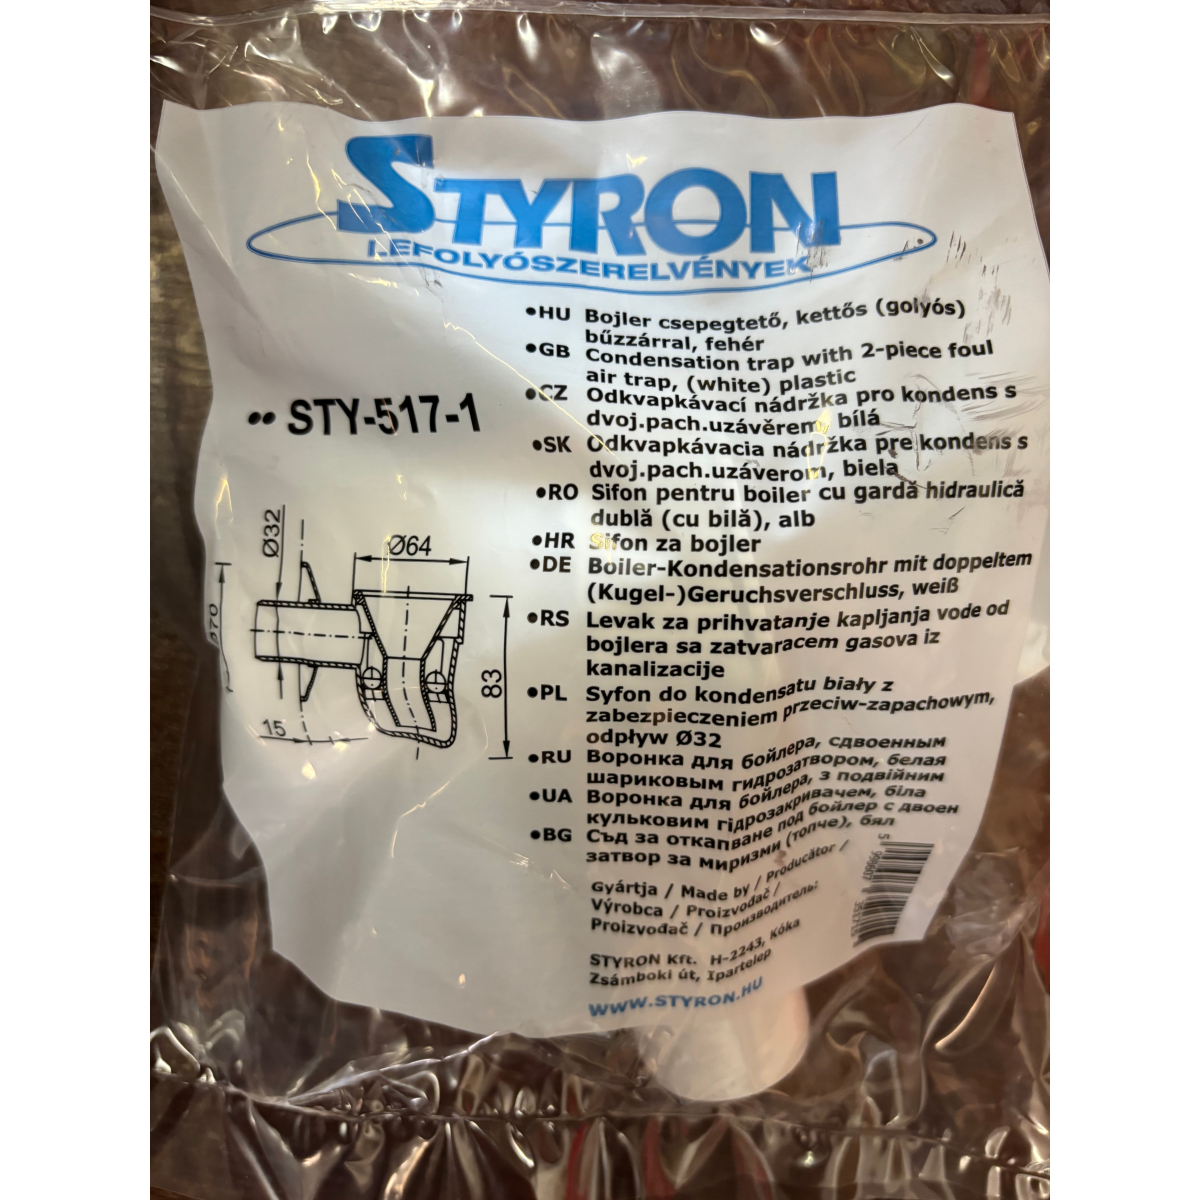 STYRON
LEFOLYÓSZERELVÉNYEK
•• STY-517-1
•HU Bojler csepegtető, kettős (golyós)
bűzzárral, fehér
•GB Condensation trap with 2-piece foul
air trap, (white) plastic
•CZ Odkvapkávací nádržka pro kondens s
dvoj.pach.uzávěrem, bílá
•SK Odkvapkávacia nádržka pre kondens s
dvoj.pach.uzáverom, biela
•RO Sifon pentru boiler cu gardă hidraulică
dublă (cu bilă), alb
•HR Sifon za bojler
•DE Boiler-Kondensationsrohr mit doppeltem
(Kugel-)Geruchsverschluss, weiß
•RS Levak za prihvatanje kapljanja vode od
bojlera sa zatvaracem gasova iz
kanalizacije
•PL Syfon do kondensatu biały z
zabezpieczeniem przeciw-zapachowym,
odpływ Ø32
•RU Воронка для бойлера, сдвоенным
шариковым гидрозатвором, белая
•UA Воронка для бойлера, з подвійним
кульковим гідрозакривачем, біла
•BG Съд за откапване под бойлер с двоен
затвор за миризми (топче), бял
Gyártja / Made by / Producător /
Výrobca / Proizvodač /
Proizvođač / Производитель:
STYRON Kft. H-2243, Kóka
Zsámboki út, Ipartelep
WWW.STYRON.HU
Ø32
Ø64
Ø70
83
15